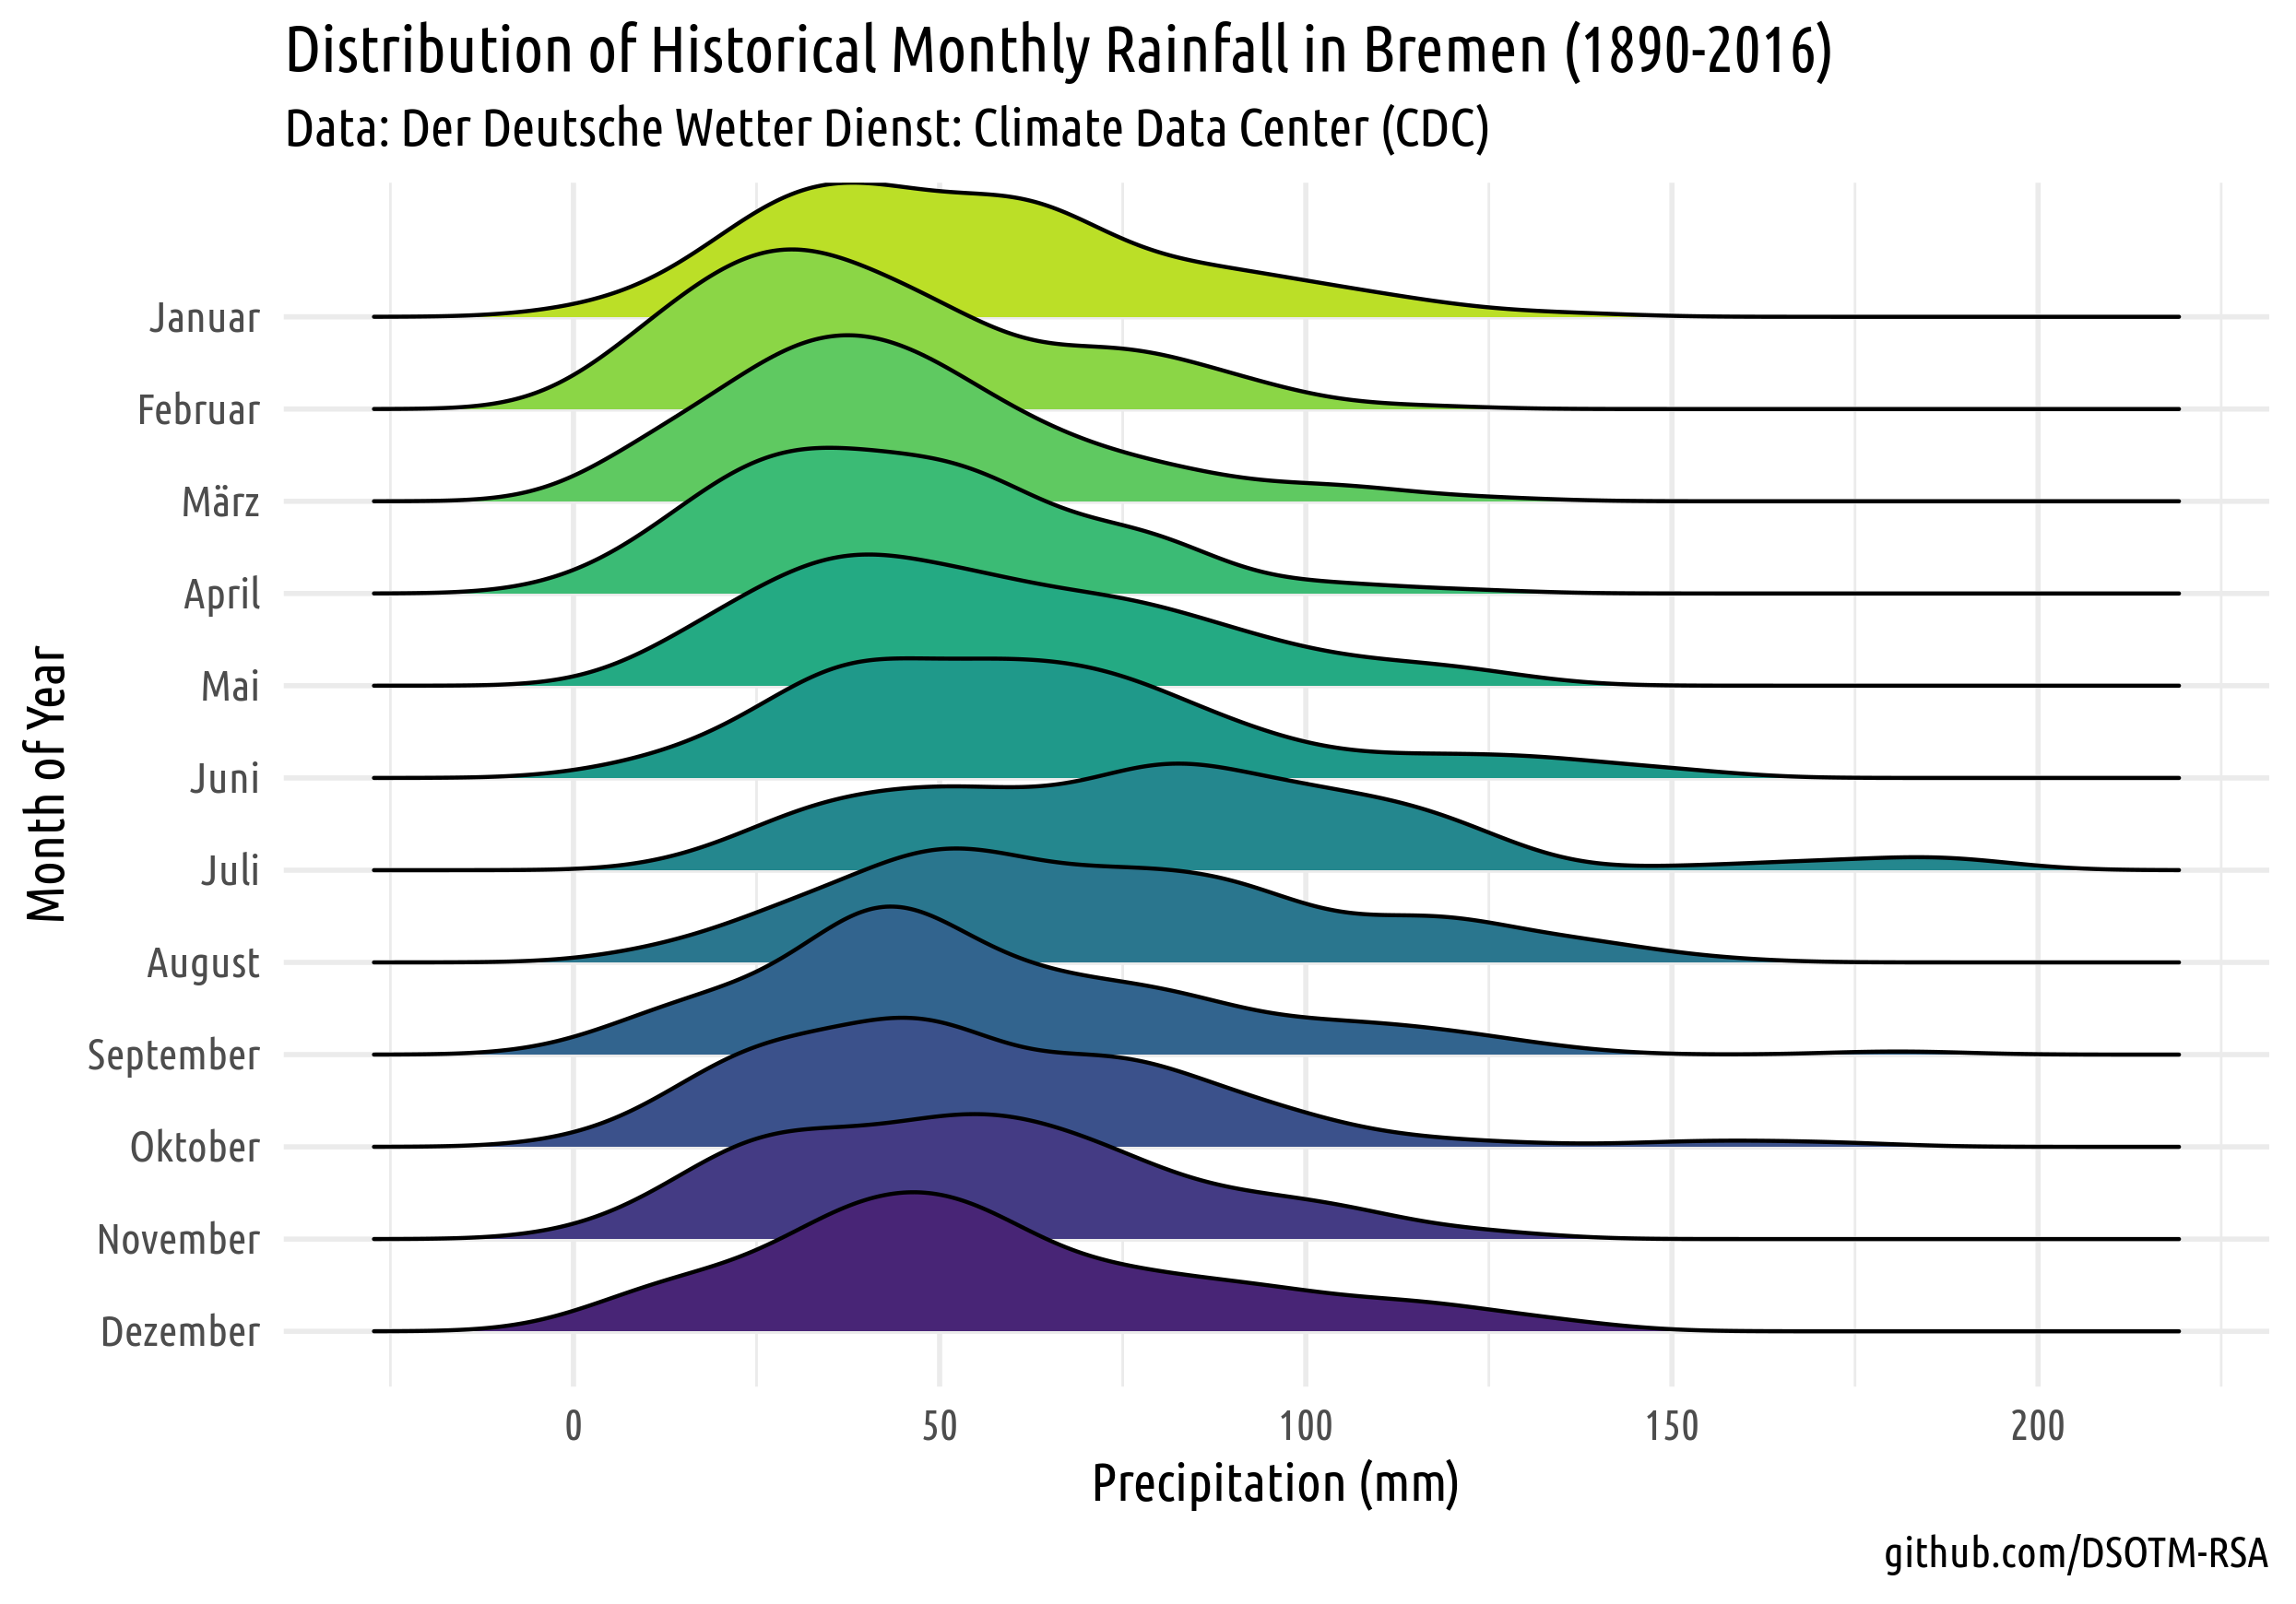 Distribution of Historical Monthly Rainfall in Bremen (1890-2016)
Data: Der Deutsche Wetter Dienst: Climate Data Center (CDC)
Month of Year
Januar
Februar
März
April
Mai
Juni
Juli
August
September
Oktober
November
Dezember
0 50 100 150 200
Precipitation (mm)
github.com/DSOTM-RSA